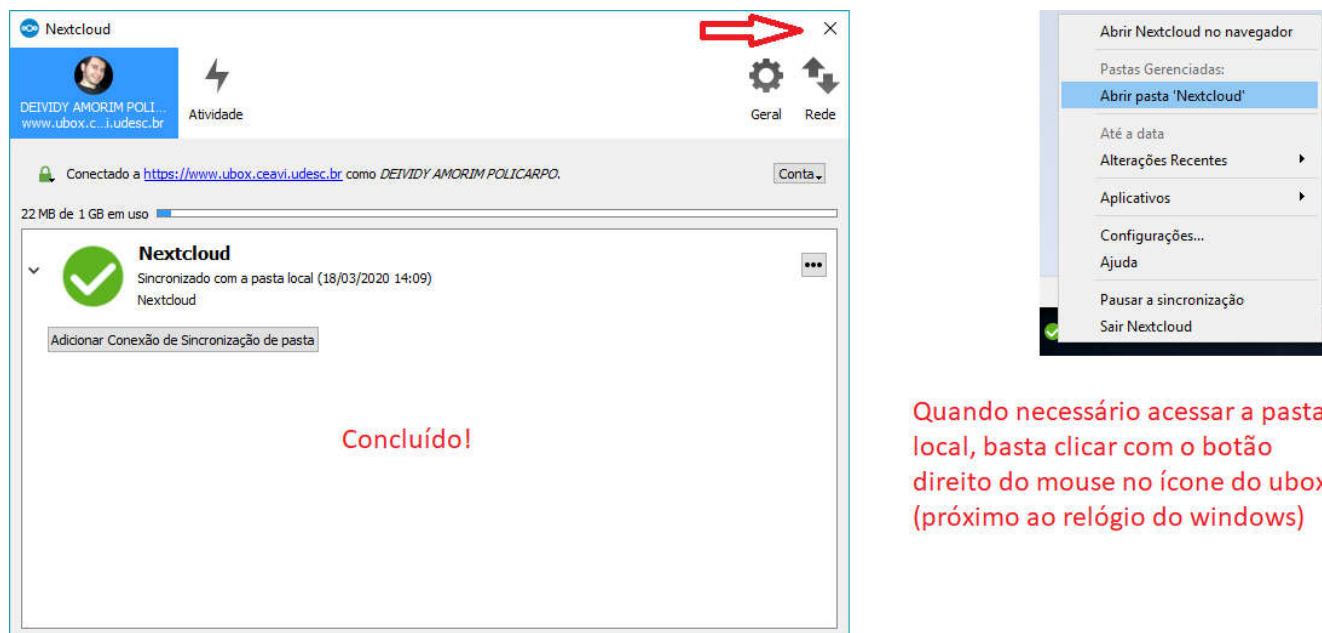 Nextcloud
DEIVIDY AMORIM POLI...
www.ubox.c...i.udesc.br
Atividade
Geral
Rede
Conectado a https://www.ubox.ceavi.udesc.br como DEIVIDY AMORIM POLICARPO.
Conta
22 MB de 1 GB em uso
Nextcloud
Sincronizado com a pasta local (18/03/2020 14:09)
Nextcloud
Adicionar Conexão de Sincronização de pasta
Concluído!
Abrir Nextcloud no navegador
Pastas Gerenciadas:
Abrir pasta 'Nextcloud'
Até a data
Alterações Recentes
Aplicativos
Configurações...
Ajuda
Pausar a sincronização
Sair Nextcloud
Quando necessário acessar a pasta
local, basta clicar com o botão
direito do mouse no ícone do ubox
(próximo ao relógio do windows)